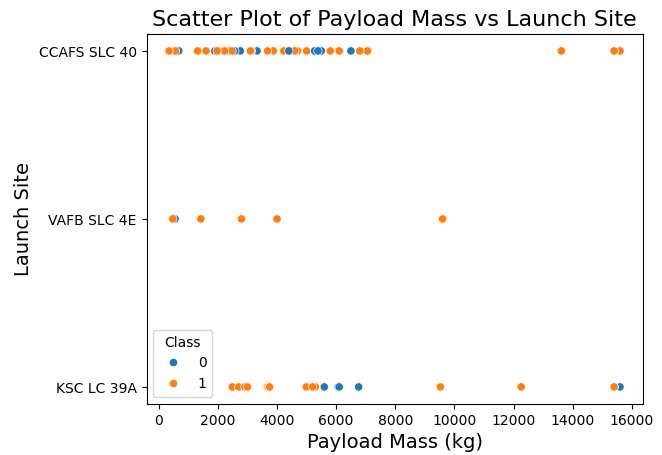 Scatter Plot of Payload Mass vs Launch Site
CCAFS SLC 40
VAFB SLC 4E
KSC LC 39A
Launch Site
Class
0
1
0 2000 4000 6000 8000 10000 12000 14000 16000
Payload Mass (kg)